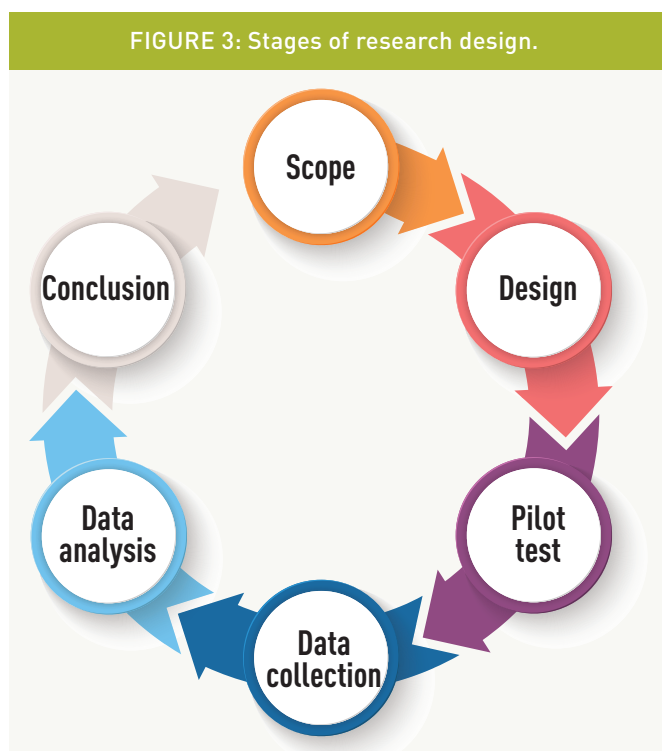 FIGURE 3: Stages of research design.
Scope
Design
Pilot
test
Data
collection
Data
analysis
Conclusion